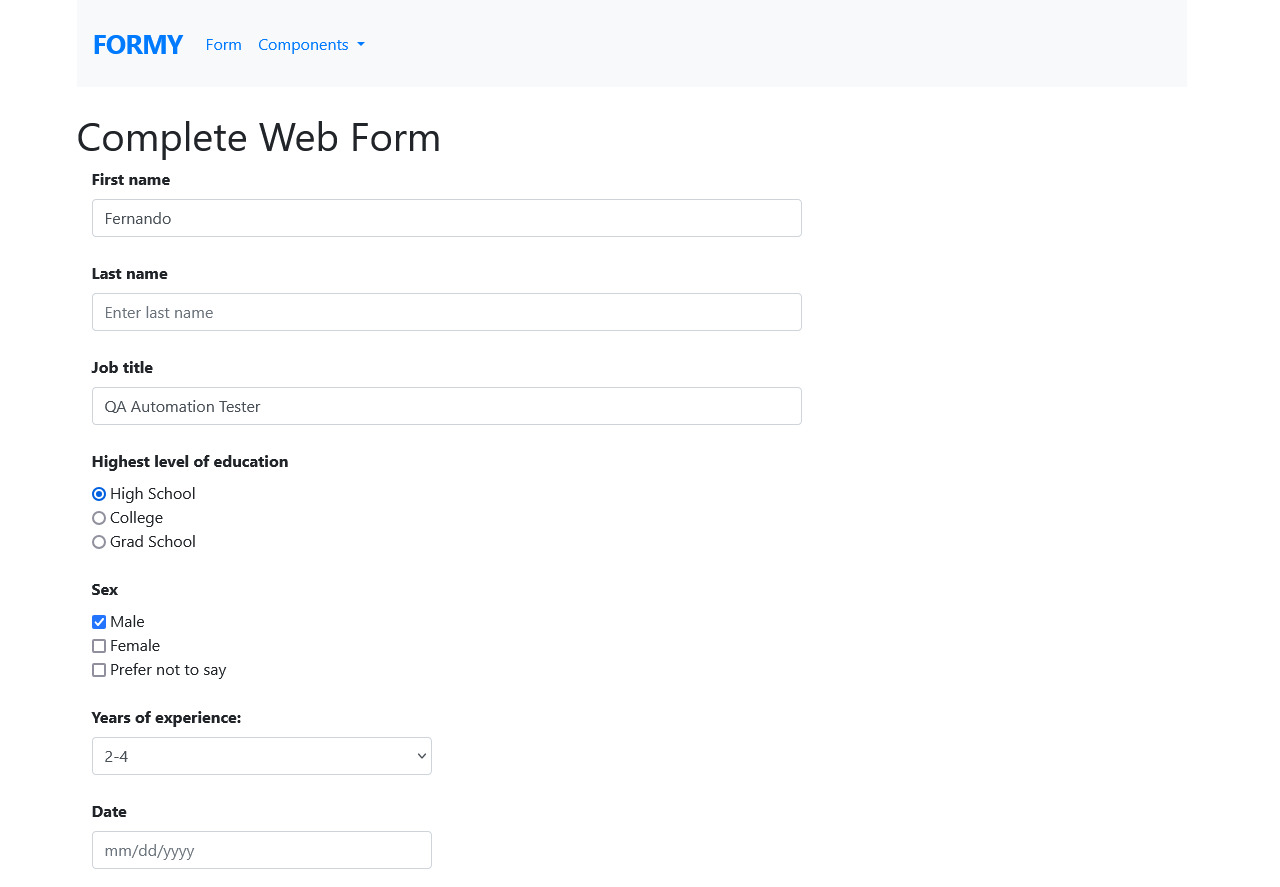 FORMY Form Components
Complete Web Form
First name
Fernando
Last name
Enter last name
Job title
QA Automation Tester
Highest level of education
High School
College
Grad School
Sex
Male
Female
Prefer not to say
Years of experience:
2-4
Date
mm/dd/yyyy